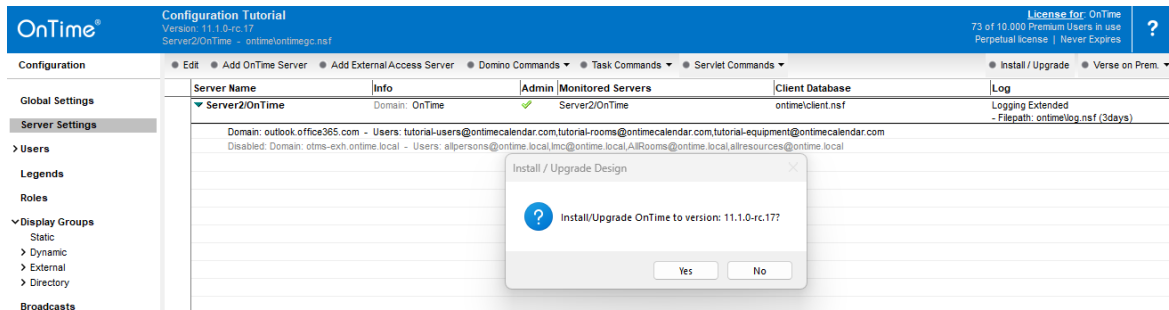 OnTime®
Configuration Tutorial
Version: 11.1.0-rc.17
Server2/OnTime - ontime\ontimegc.nsf
License for: OnTime
73 of 10.000 Premium Users in use
Perpetual license | Never Expires
?
Configuration
Edit Add OnTime Server Add External Access Server Domino Commands Task Commands Servlet Commands Install / Upgrade Verse on Prem.
Server Name Info Admin Monitored Servers Client Database Log
Server2/OnTime Domain: OnTime Server2/OnTime ontime\client.nsf Logging Extended
- Filepath: ontime\log.nsf (3days)
Domain: outlook.office365.com - Users: tutorial-users@ontimecalendar.com,tutorial-rooms@ontimecalendar.com,tutorial-equipment@ontimecalendar.com
Disabled: Domain: otms-exh.ontime.local - Users: allpersons@ontime.local,lmc@ontime.local,AllRooms@ontime.local,allresources@ontime.local
Global Settings
Server Settings
Users
Legends
Roles
Display Groups
Static
Dynamic
External
Directory
Broadcasts
Install / Upgrade Design
?
Install/Upgrade OnTime to version: 11.1.0-rc.17?
Yes No